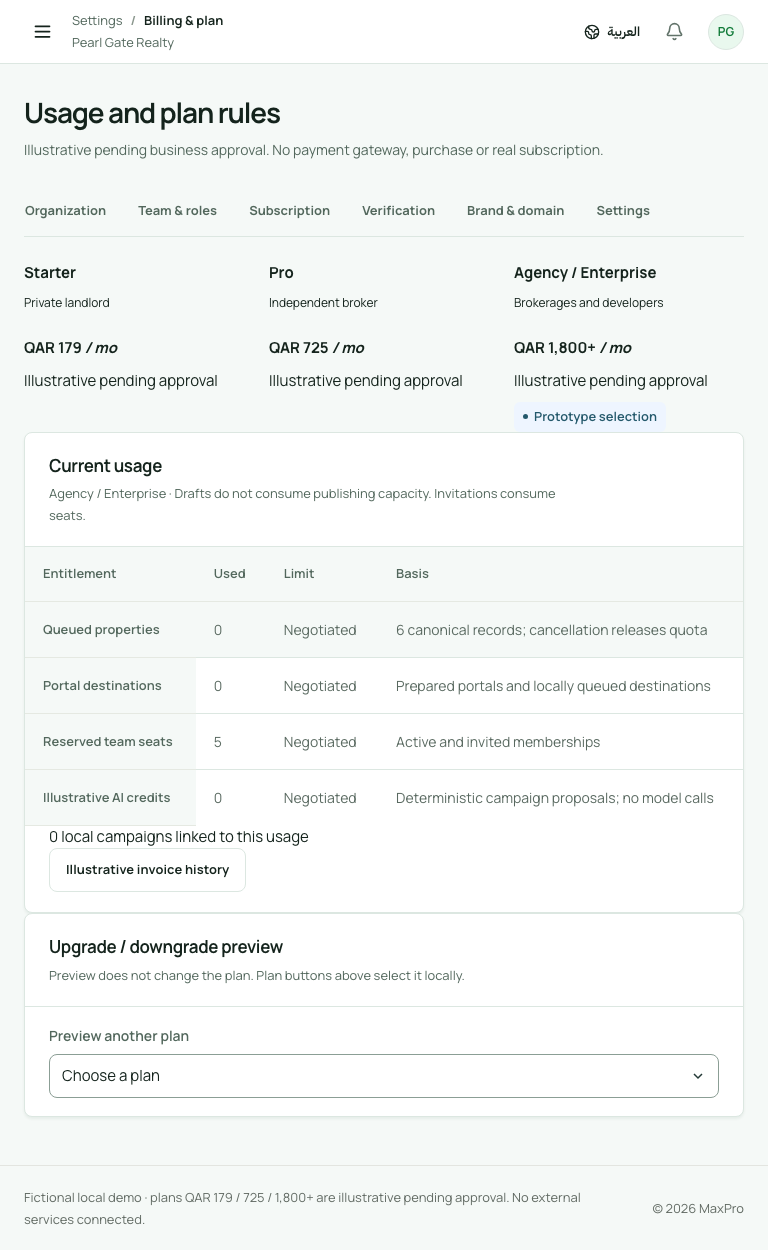 Settings / Billing & plan
Pearl Gate Realty
العربية
PG
Usage and plan rules
Illustrative pending business approval. No payment gateway, purchase or real subscription.
Organization Team & roles Subscription Verification Brand & domain Settings
Starter
Private landlord
QAR 179 / mo
Illustrative pending approval
Pro
Independent broker
QAR 725 / mo
Illustrative pending approval
Agency / Enterprise
Brokerages and developers
QAR 1,800+ / mo
Illustrative pending approval
Prototype selection
Current usage
Agency / Enterprise · Drafts do not consume publishing capacity. Invitations consume
seats.
Entitlement Used Limit Basis
Queued properties 0 Negotiated 6 canonical records; cancellation releases quota
Portal destinations 0 Negotiated Prepared portals and locally queued destinations
Reserved team seats 5 Negotiated Active and invited memberships
Illustrative AI credits 0 Negotiated Deterministic campaign proposals; no model calls
0 local campaigns linked to this usage
Illustrative invoice history
Upgrade / downgrade preview
Preview does not change the plan. Plan buttons above select it locally.
Preview another plan
Choose a plan
Fictional local demo · plans QAR 179 / 725 / 1,800+ are illustrative pending approval. No external
services connected.
© 2026 MaxPro